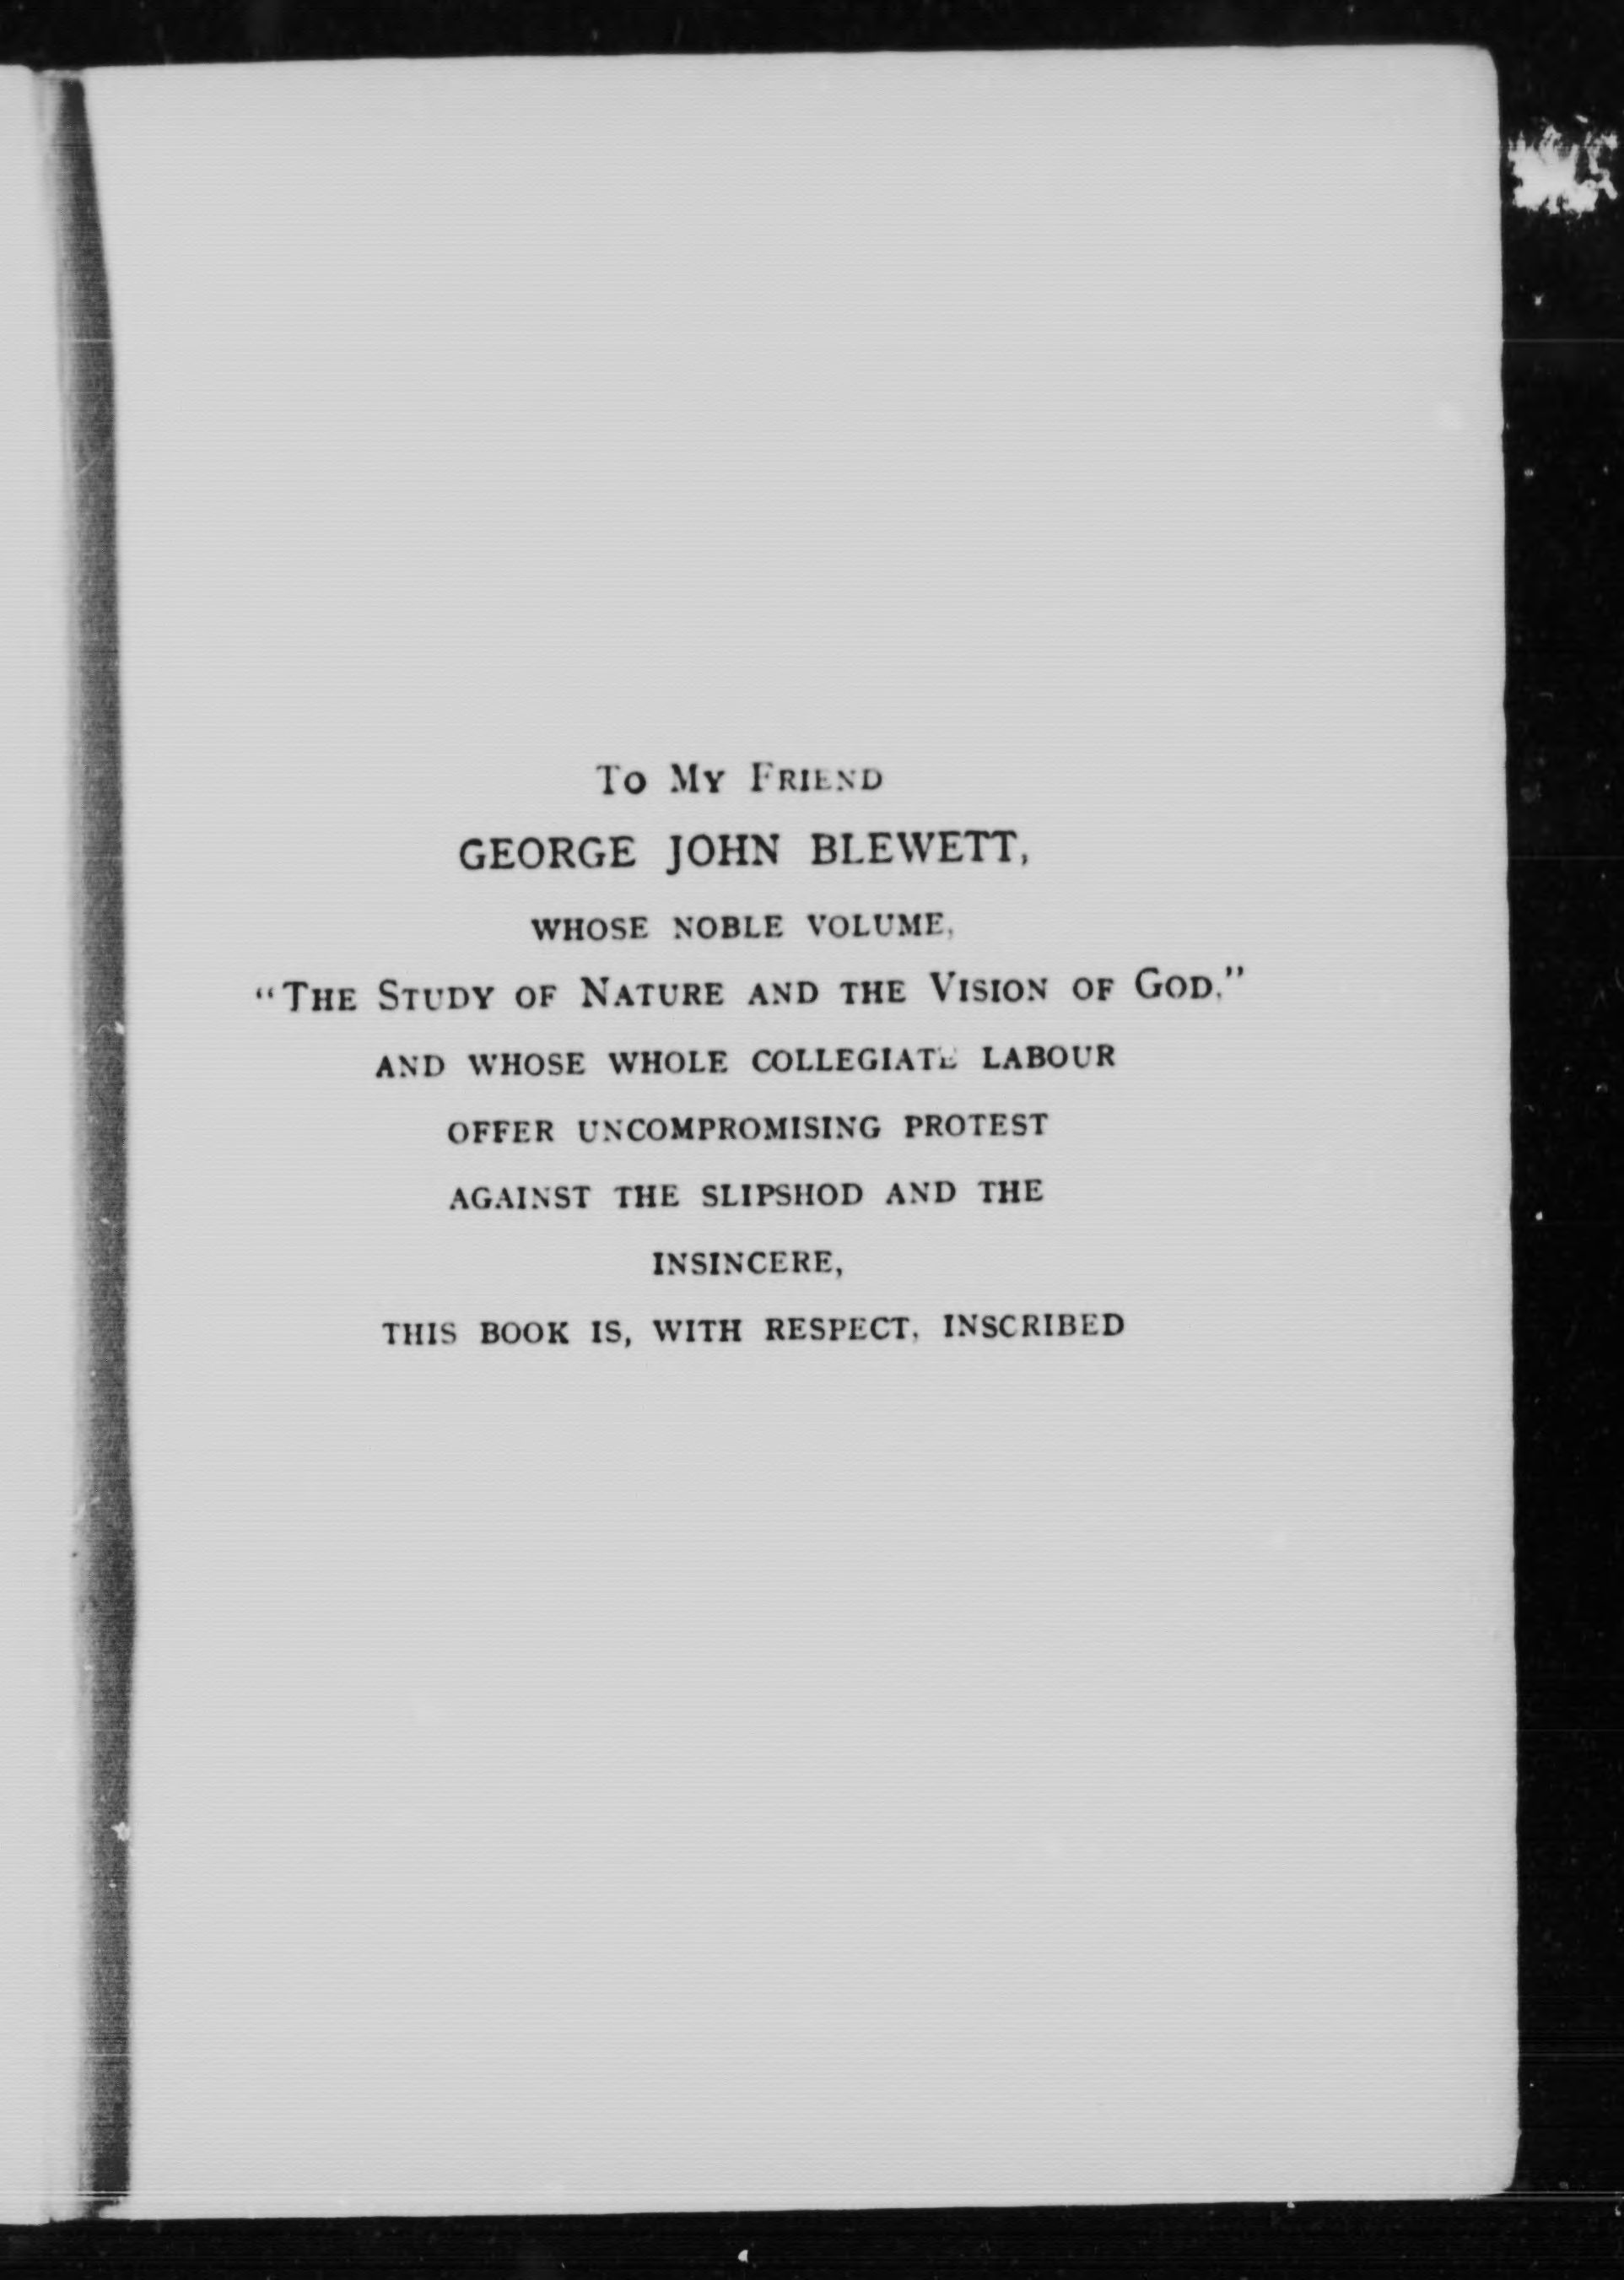 To My Friend
GEORGE JOHN BLEWETT,
WHOSE NOBLE VOLUME,
“The Study of Nature and the Vision of God,”
AND WHOSE WHOLE COLLEGIATE LABOUR
OFFER UNCOMPROMISING PROTEST
AGAINST THE SLIPSHOD AND THE
INSINCERE,
THIS BOOK IS, WITH RESPECT, INSCRIBED